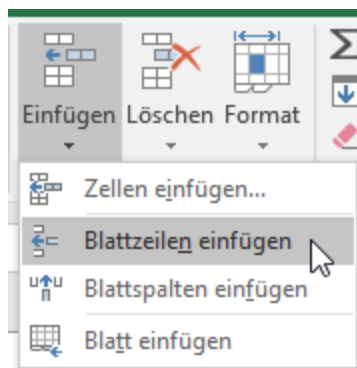 Einfügen Löschen Format
Zellen einfügen...
Blattzeilen einfügen
Blattspalten einfügen
Blatt einfügen